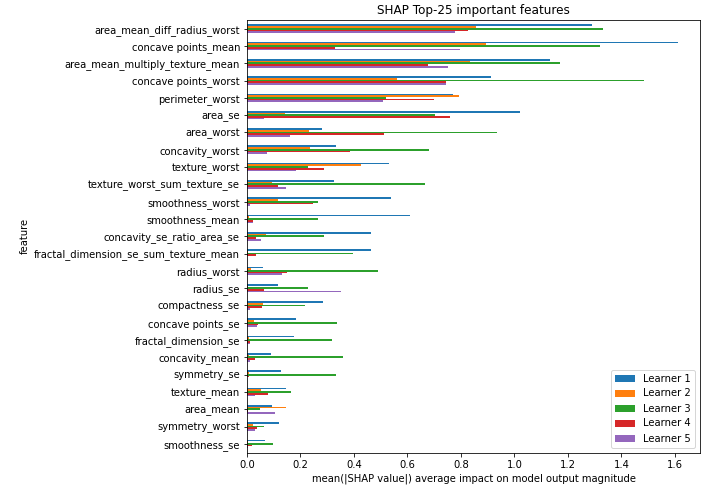 SHAP Top-25 important features
feature
area_mean_diff_radius_worst
concave points_mean
area_mean_multiply_texture_mean
concave points_worst
perimeter_worst
area_se
area_worst
concavity_worst
texture_worst
texture_worst_sum_texture_se
smoothness_worst
smoothness_mean
concavity_se_ratio_area_se
fractal_dimension_se_sum_texture_mean
radius_worst
radius_se
compactness_se
concave points_se
fractal_dimension_se
concavity_mean
symmetry_se
texture_mean
area_mean
symmetry_worst
smoothness_se
Learner 1
Learner 2
Learner 3
Learner 4
Learner 5
0.0 0.2 0.4 0.6 0.8 1.0 1.2 1.4 1.6
mean(|SHAP value|) average impact on model output magnitude